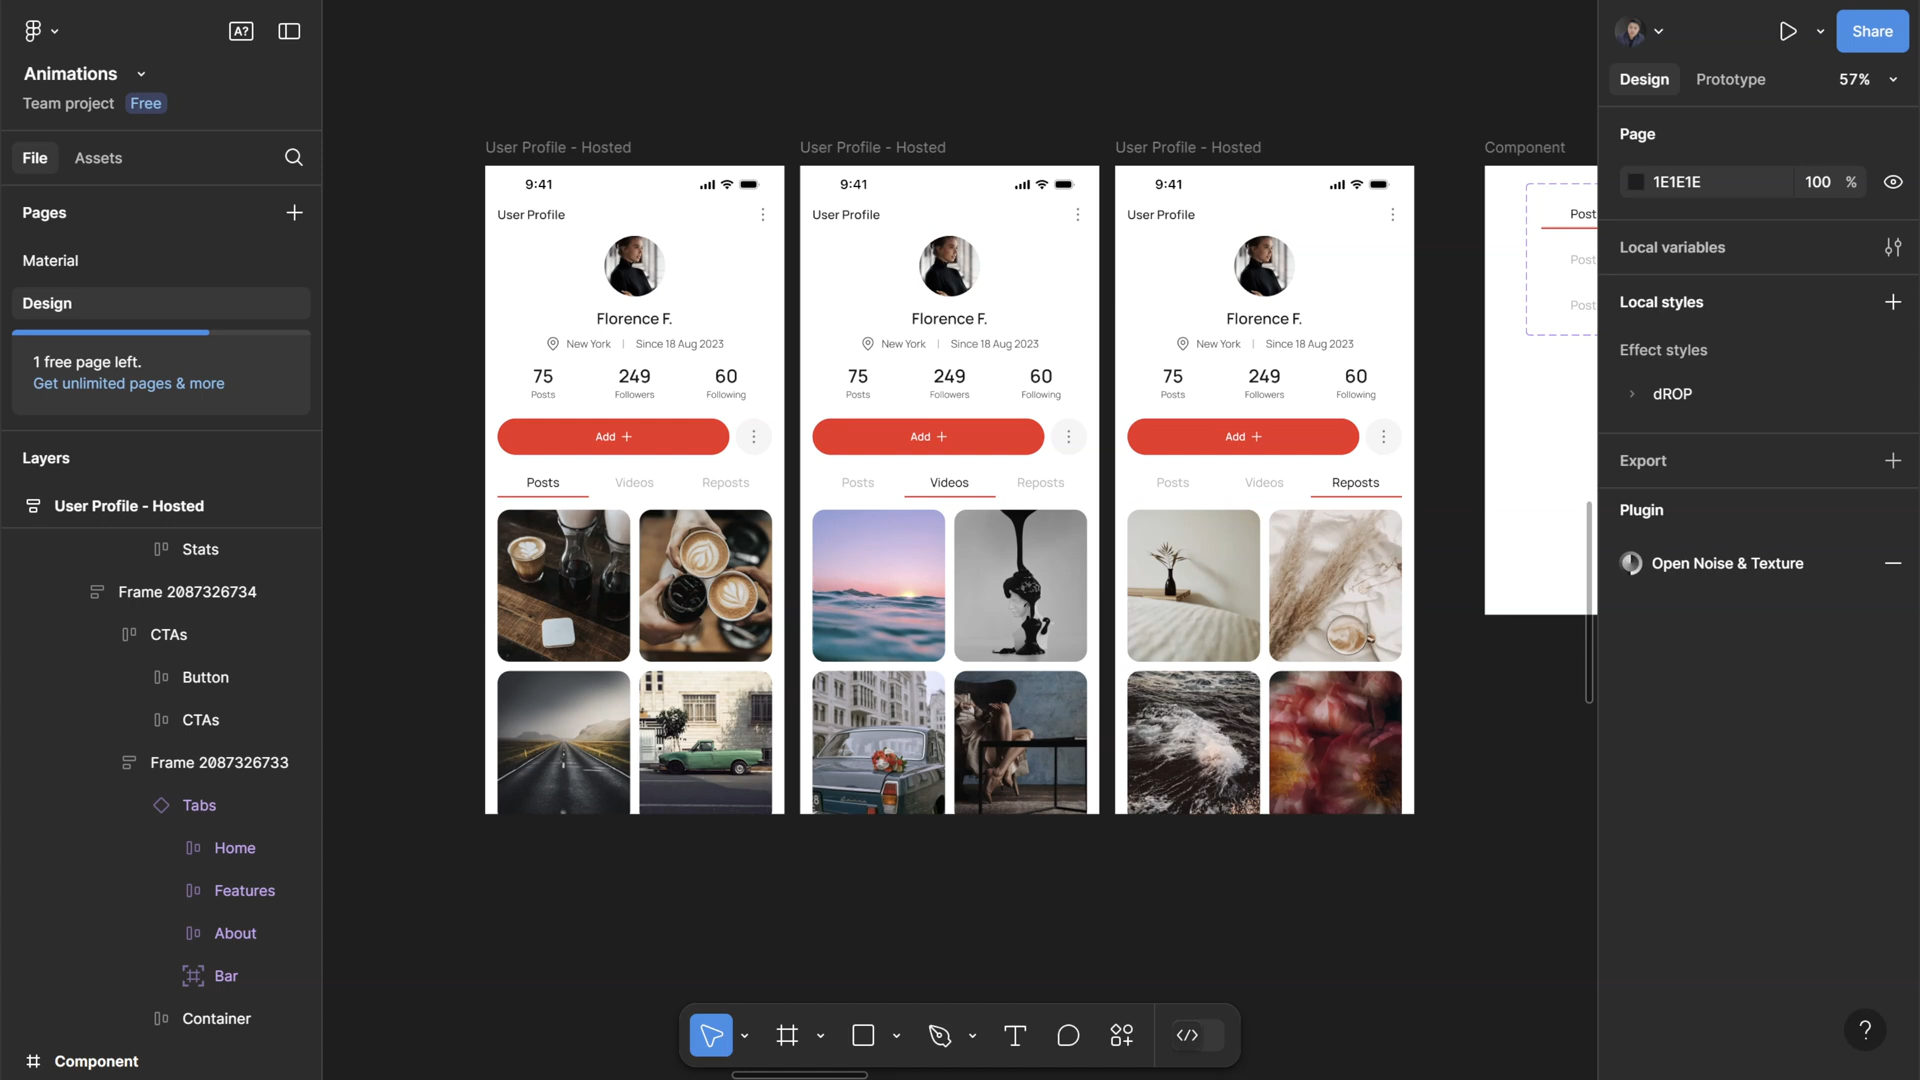 A?
Animations
Team project Free
File Assets
Pages
Material
Design
1 free page left.
Get unlimited pages & more
Layers
User Profile - Hosted
Stats
Frame 2087326734
CTAs
Button
CTAs
Frame 2087326733
Tabs
Home
Features
About
Bar
Container
Component
User Profile - Hosted
9:41
User Profile
Florence F.
New York | Since 18 Aug 2023
75 249 60
Posts Followers Following
Add +
Posts Videos Reposts
User Profile - Hosted
9:41
User Profile
Florence F.
New York | Since 18 Aug 2023
75 249 60
Posts Followers Following
Add +
Posts Videos Reposts
User Profile - Hosted
9:41
User Profile
Florence F.
New York | Since 18 Aug 2023
75 249 60
Posts Followers Following
Add +
Posts Videos Reposts
Component
Post
Post
Post
Share
Design Prototype 57%
Page
1E1E1E 100 %
Local variables
Local styles
Effect styles
dROP
Export
Plugin
Open Noise & Texture
?